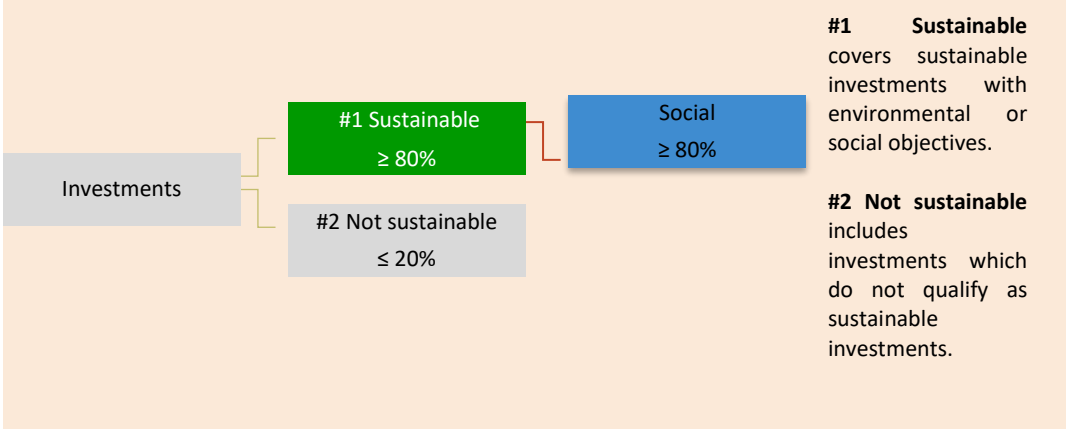 Investments
#1 Sustainable
≥ 80%
Social
≥ 80%
#2 Not sustainable
≤ 20%
#1 Sustainable
covers sustainable
investments with
environmental or
social objectives.
#2 Not sustainable
includes
investments which
do not qualify as
sustainable
investments.